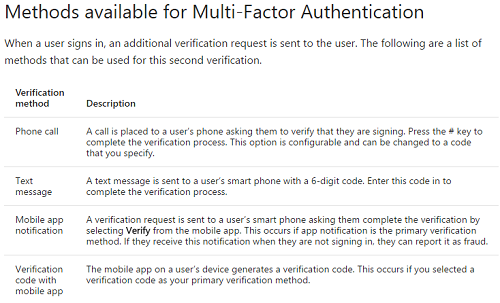 Methods available for Multi-Factor Authentication
When a user signs in, an additional verification request is sent to the user. The following are a list of
methods that can be used for this second verification.
Verification
method
Description
Phone call
A call is placed to a user's phone asking them to verify that they are signing. Press the # key to
complete the verification process. This option is configurable and can be changed to a code
that you specify.
Text
message
A text message is sent to a user's smart phone with a 6-digit code. Enter this code in to
complete the verification process.
Mobile app
notification
A verification request is sent to a user's smart phone asking them complete the verification by
selecting Verify from the mobile app. This occurs if app notification is the primary verification
method. If they receive this notification when they are not signing in, they can report it as fraud.
Verification
code with
mobile app
The mobile app on a user's device generates a verification code. This occurs if you selected a
verification code as your primary verification method.